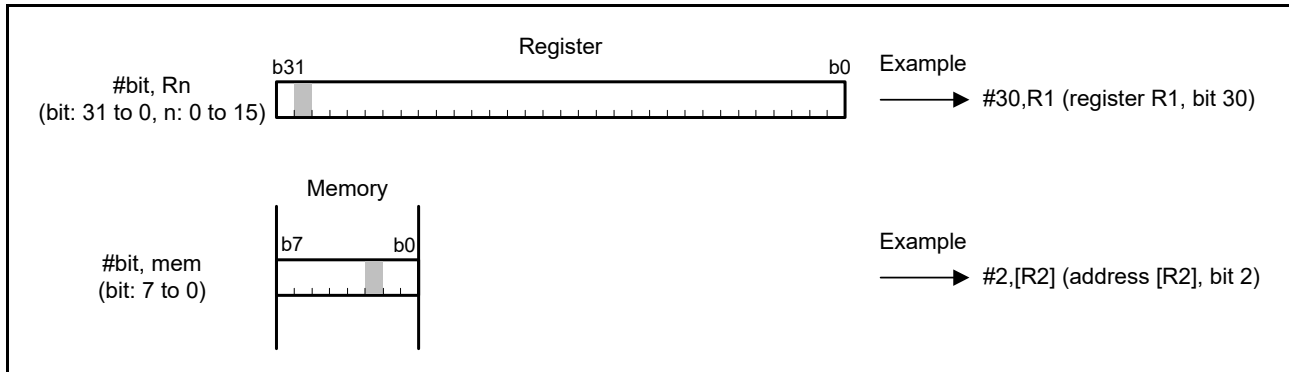 Register
b31 b0
#bit, Rn
(bit: 31 to 0, n: 0 to 15)
Example
#30,R1 (register R1, bit 30)
Memory
b7 b0
#bit, mem
(bit: 7 to 0)
Example
#2,[R2] (address [R2], bit 2)